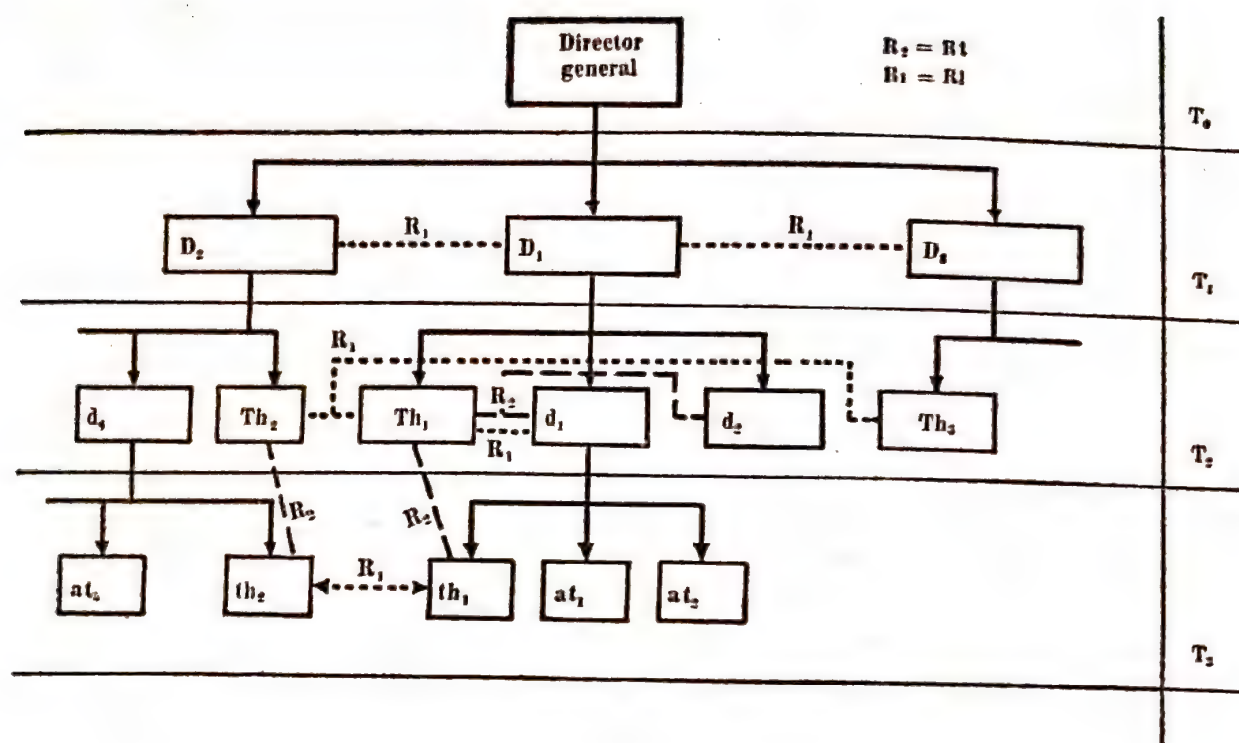 Director
general
R₂ = Rt
R₁ = Rl
T₀
R₁
R₁
D₂
D₁
D₃
T₁
R₁
d₄
Th₂
Th₁
R₂
d₁
d₂
Th₃
R₁
T₂
R₂
R₂
th₂
R₁
th₁
at₁
at₂
T₃